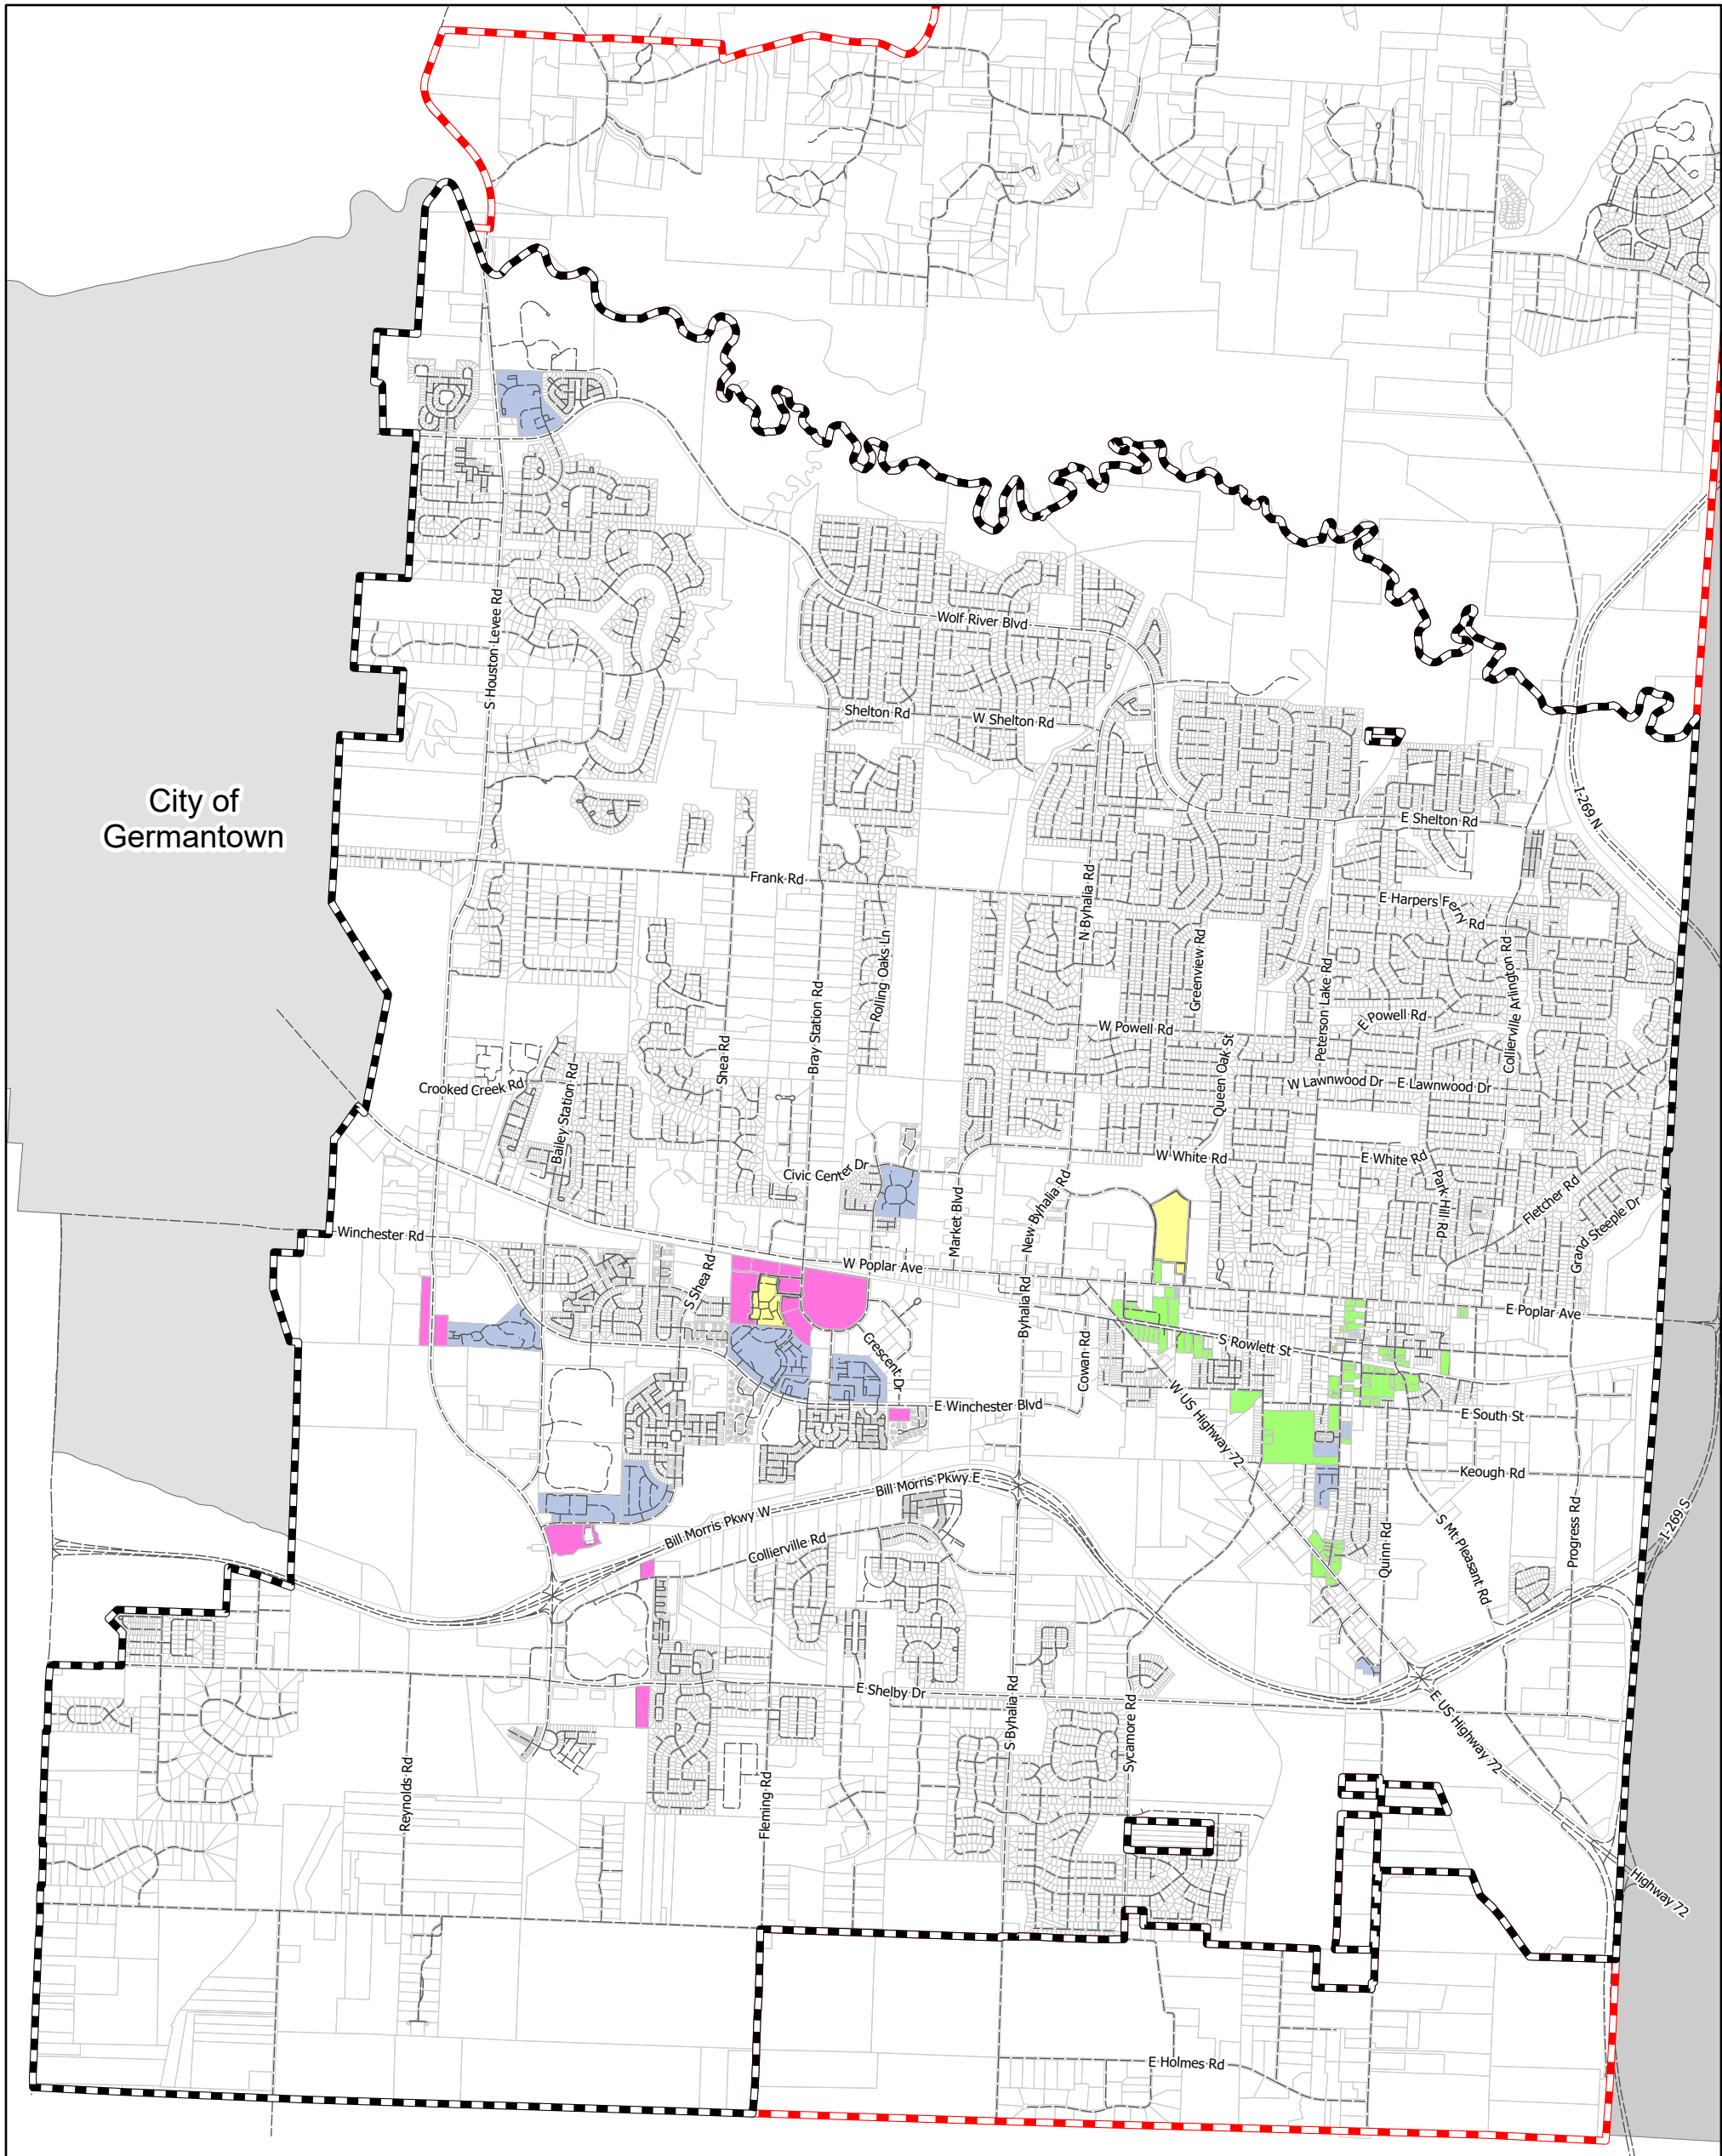 Wolf River Blvd
S Houston Levee Rd
Shelton Rd
W Shelton Rd
City of
Germantown
I-269 N
E Shelton Rd
Frank Rd
N Byhalia Rd
E Harpers Ferry Rd
Greenview Rd
Rolling Oaks Ln
Collierville Arlington Rd
Peterson Lake Rd
Bray Station Rd
W Powell Rd
E Powell Rd
Shea Rd
Queen Oak St
Crooked Creek Rd
W Lawnwood Dr
E Lawnwood Dr
Bailey Station Rd
W White Rd
E White Rd
Civic Center Dr
Park Hill Rd
Fletcher Rd
New Byhalia Rd
Market Blvd
Grand Steeple Dr
Winchester Rd
W Poplar Ave
S Shea Rd
E Poplar Ave
Byhalia Rd
S Rowlett St
Crescent Dr
Cowan Rd
W US Highway 72
E Winchester Blvd
E South St
Keough Rd
Bill Morris Pkwy E
Bill Morris Pkwy W
Collierville Rd
I-269 S
Progress Rd
Quinn Rd
S Mt Pleasant Rd
E Shelby Dr
S Byhalia Rd
Sycamore Rd
E US Highway 72
Reynolds Rd
Fleming Rd
Highway 72
E Holmes Rd